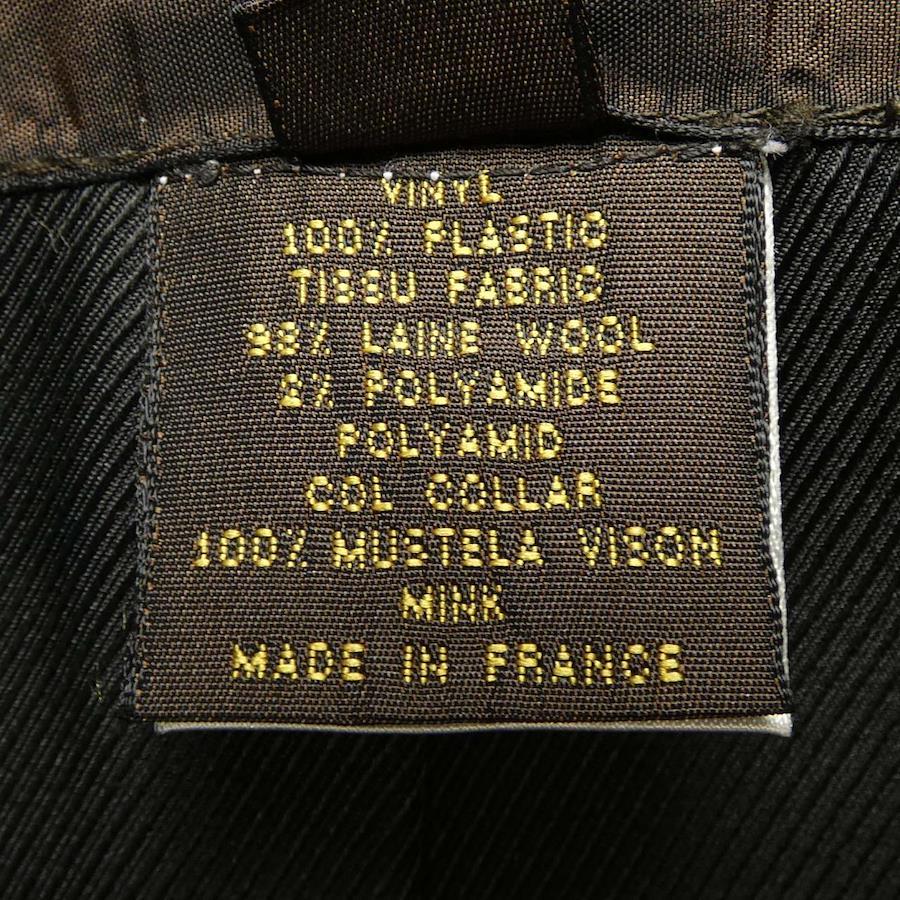 VINYL
100% PLASTIC
TISSU FABRIC
98% LAINE WOOL
2% POLYAMIDE
POLYAMID
COL COLLAR
100% MUSTELA VISON
MINK
MADE IN FRANCE